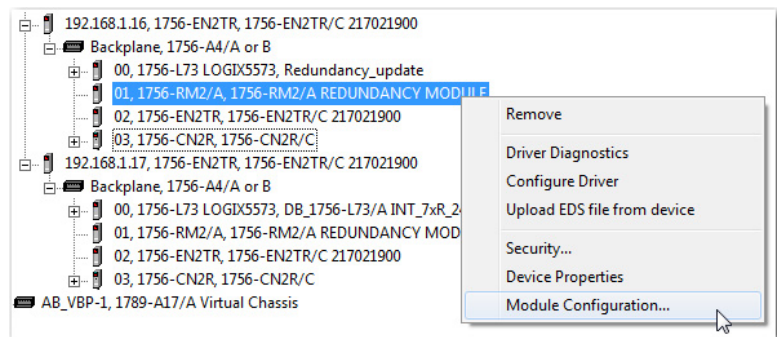 192.168.1.16, 1756-EN2TR, 1756-EN2TR/C 217021900
Backplane, 1756-A4/A or B
00, 1756-L73 LOGIX5573, Redundancy_update
01, 1756-RM2/A, 1756-RM2/A REDUNDANCY MODULE
02, 1756-EN2TR, 1756-EN2TR/C 217021900
03, 1756-CN2R, 1756-CN2R/C
192.168.1.17, 1756-EN2TR, 1756-EN2TR/C 217021900
Backplane, 1756-A4/A or B
00, 1756-L73 LOGIX5573, DB_1756-L73/A INT_7xR_2
01, 1756-RM2/A, 1756-RM2/A REDUNDANCY MOD
02, 1756-EN2TR, 1756-EN2TR/C 217021900
03, 1756-CN2R, 1756-CN2R/C
AB_VBP-1, 1789-A17/A Virtual Chassis
Remove
Driver Diagnostics
Configure Driver
Upload EDS file from device
Security...
Device Properties
Module Configuration...